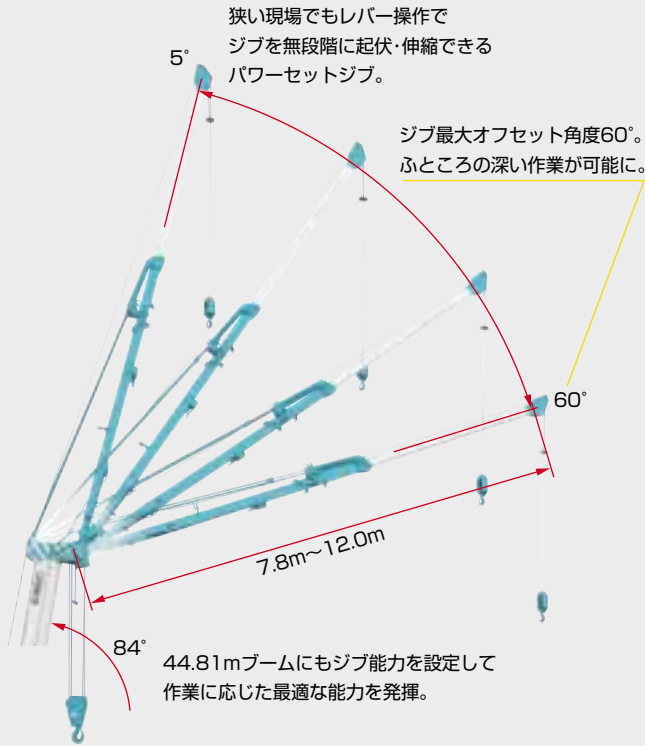 狭い現場でもレバー操作で
ジブを無段階に起伏･伸縮できる
パワーセットジブ。
5°
ジブ最大オフセット角度60°。
ふところの深い作業が可能に。
60°
7.8m〜12.0m
84°
44.81mブームにもジブ能力を設定して
作業に応じた最適な能力を発揮。